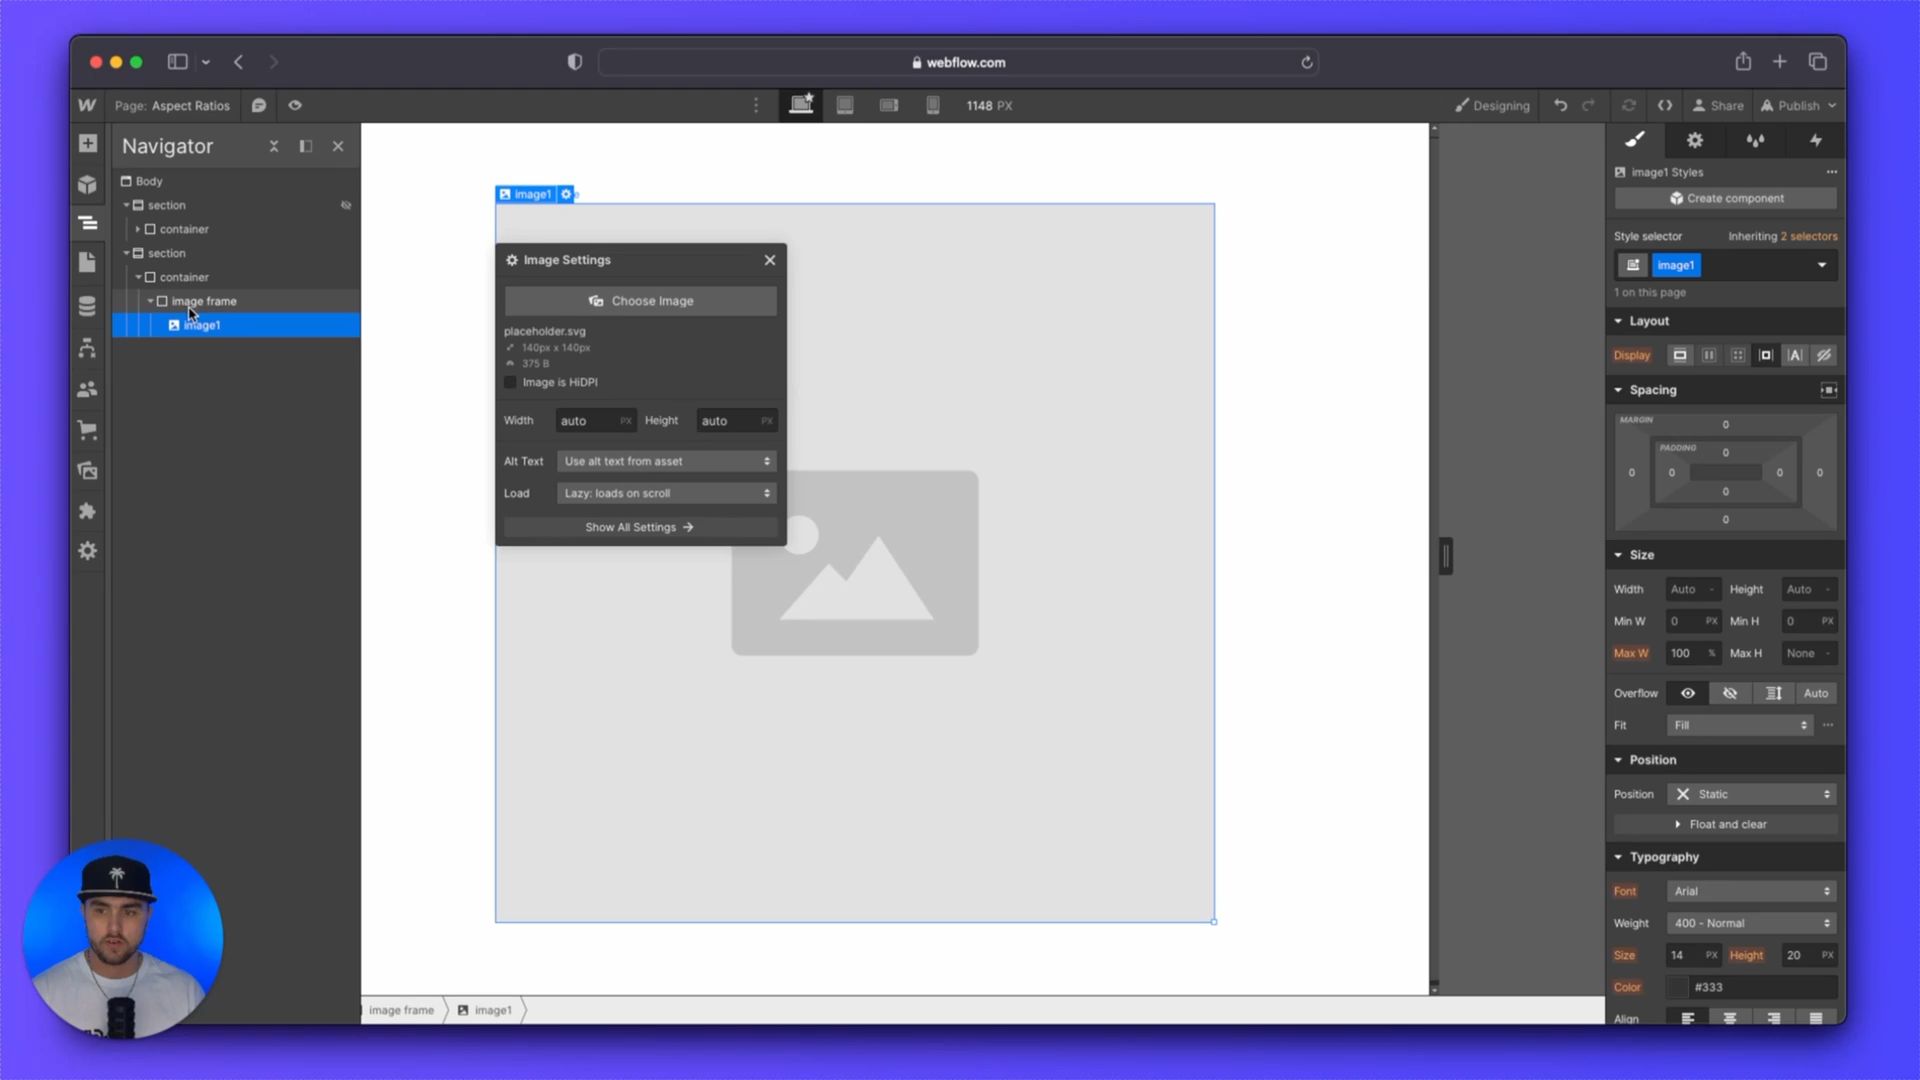 webflow.com
Page: Aspect Ratios
1148 PX
Designing
Share
Publish
Navigator
Body
section
container
section
container
image frame
image1
image1
Image Settings
Choose Image
placeholder.svg
140px x 140px
375 B
Image is HiDPI
Width auto PX Height auto PX
Alt Text Use alt text from asset
Load Lazy: loads on scroll
Show All Settings
image frame
image1
image1 Styles
Create component
Style selector Inheriting 2 selectors
image1
1 on this page
Layout
Display
Spacing
MARGIN
0
PADDING
0
0 0 0 0
0
0
Size
Width Auto - Height Auto -
Min W 0 PX Min H 0 PX
Max W 100 % Max H None -
Overflow Auto
Fit Fill
Position
Position Static
Float and clear
Typography
Font Arial
Weight 400 - Normal
Size 14 PX Height 20 PX
Color #333
Align